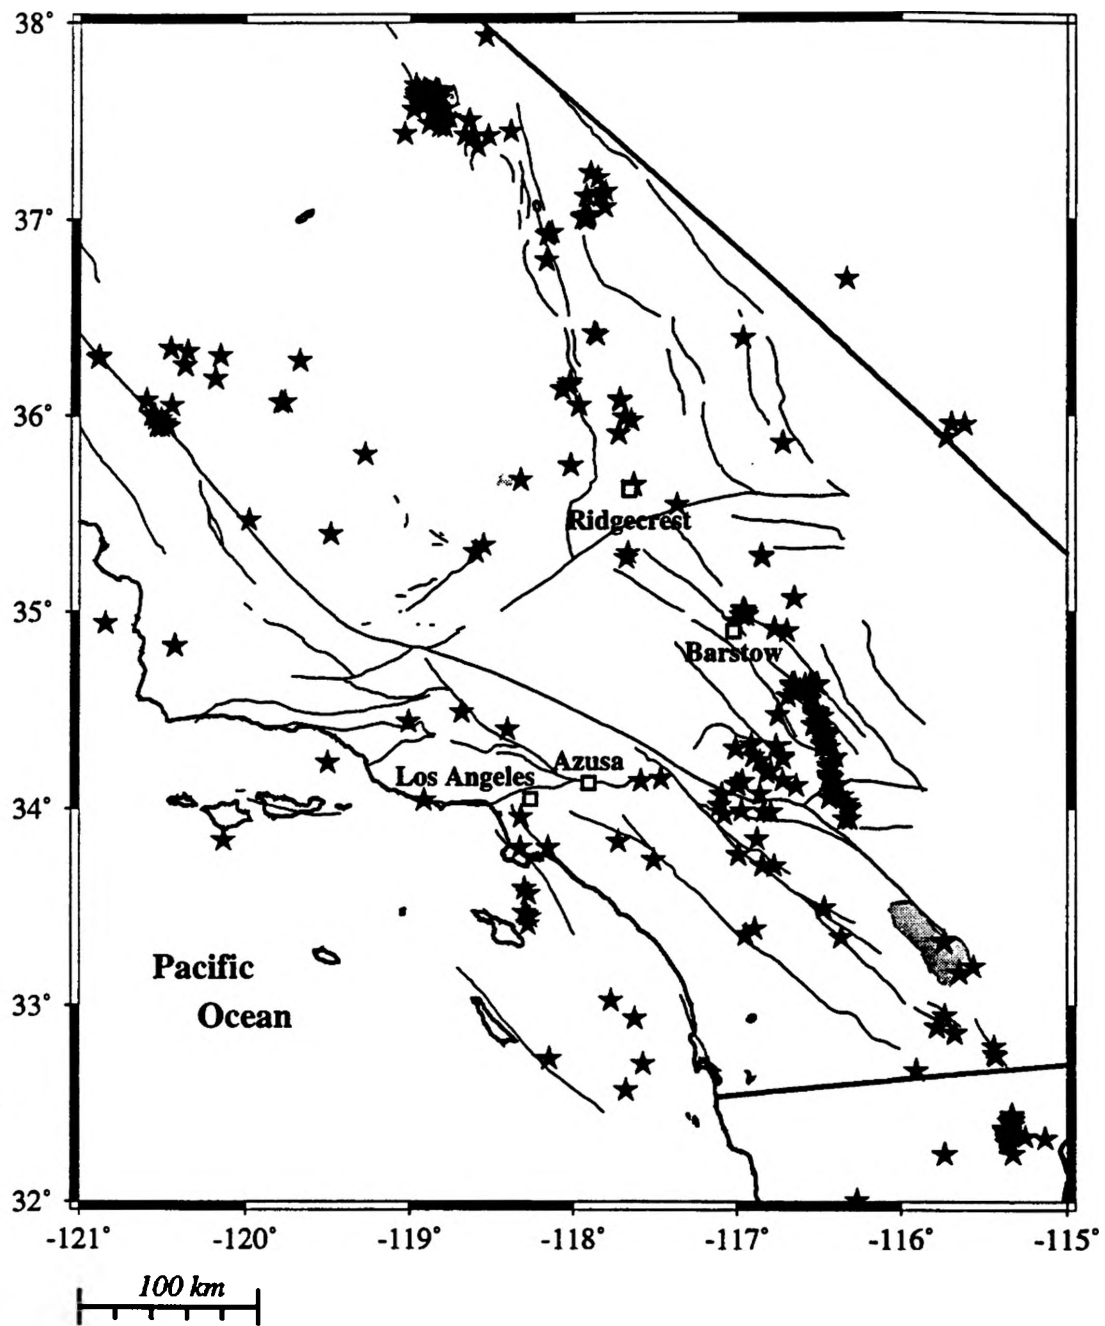 38°
37°
Ridgecrest
36°
35°
Barstow
Azusa
Los Angeles
34°
Pacific
Ocean
33°
32°
-121° -120° -119° -118° -117° -116° -115°
100 km